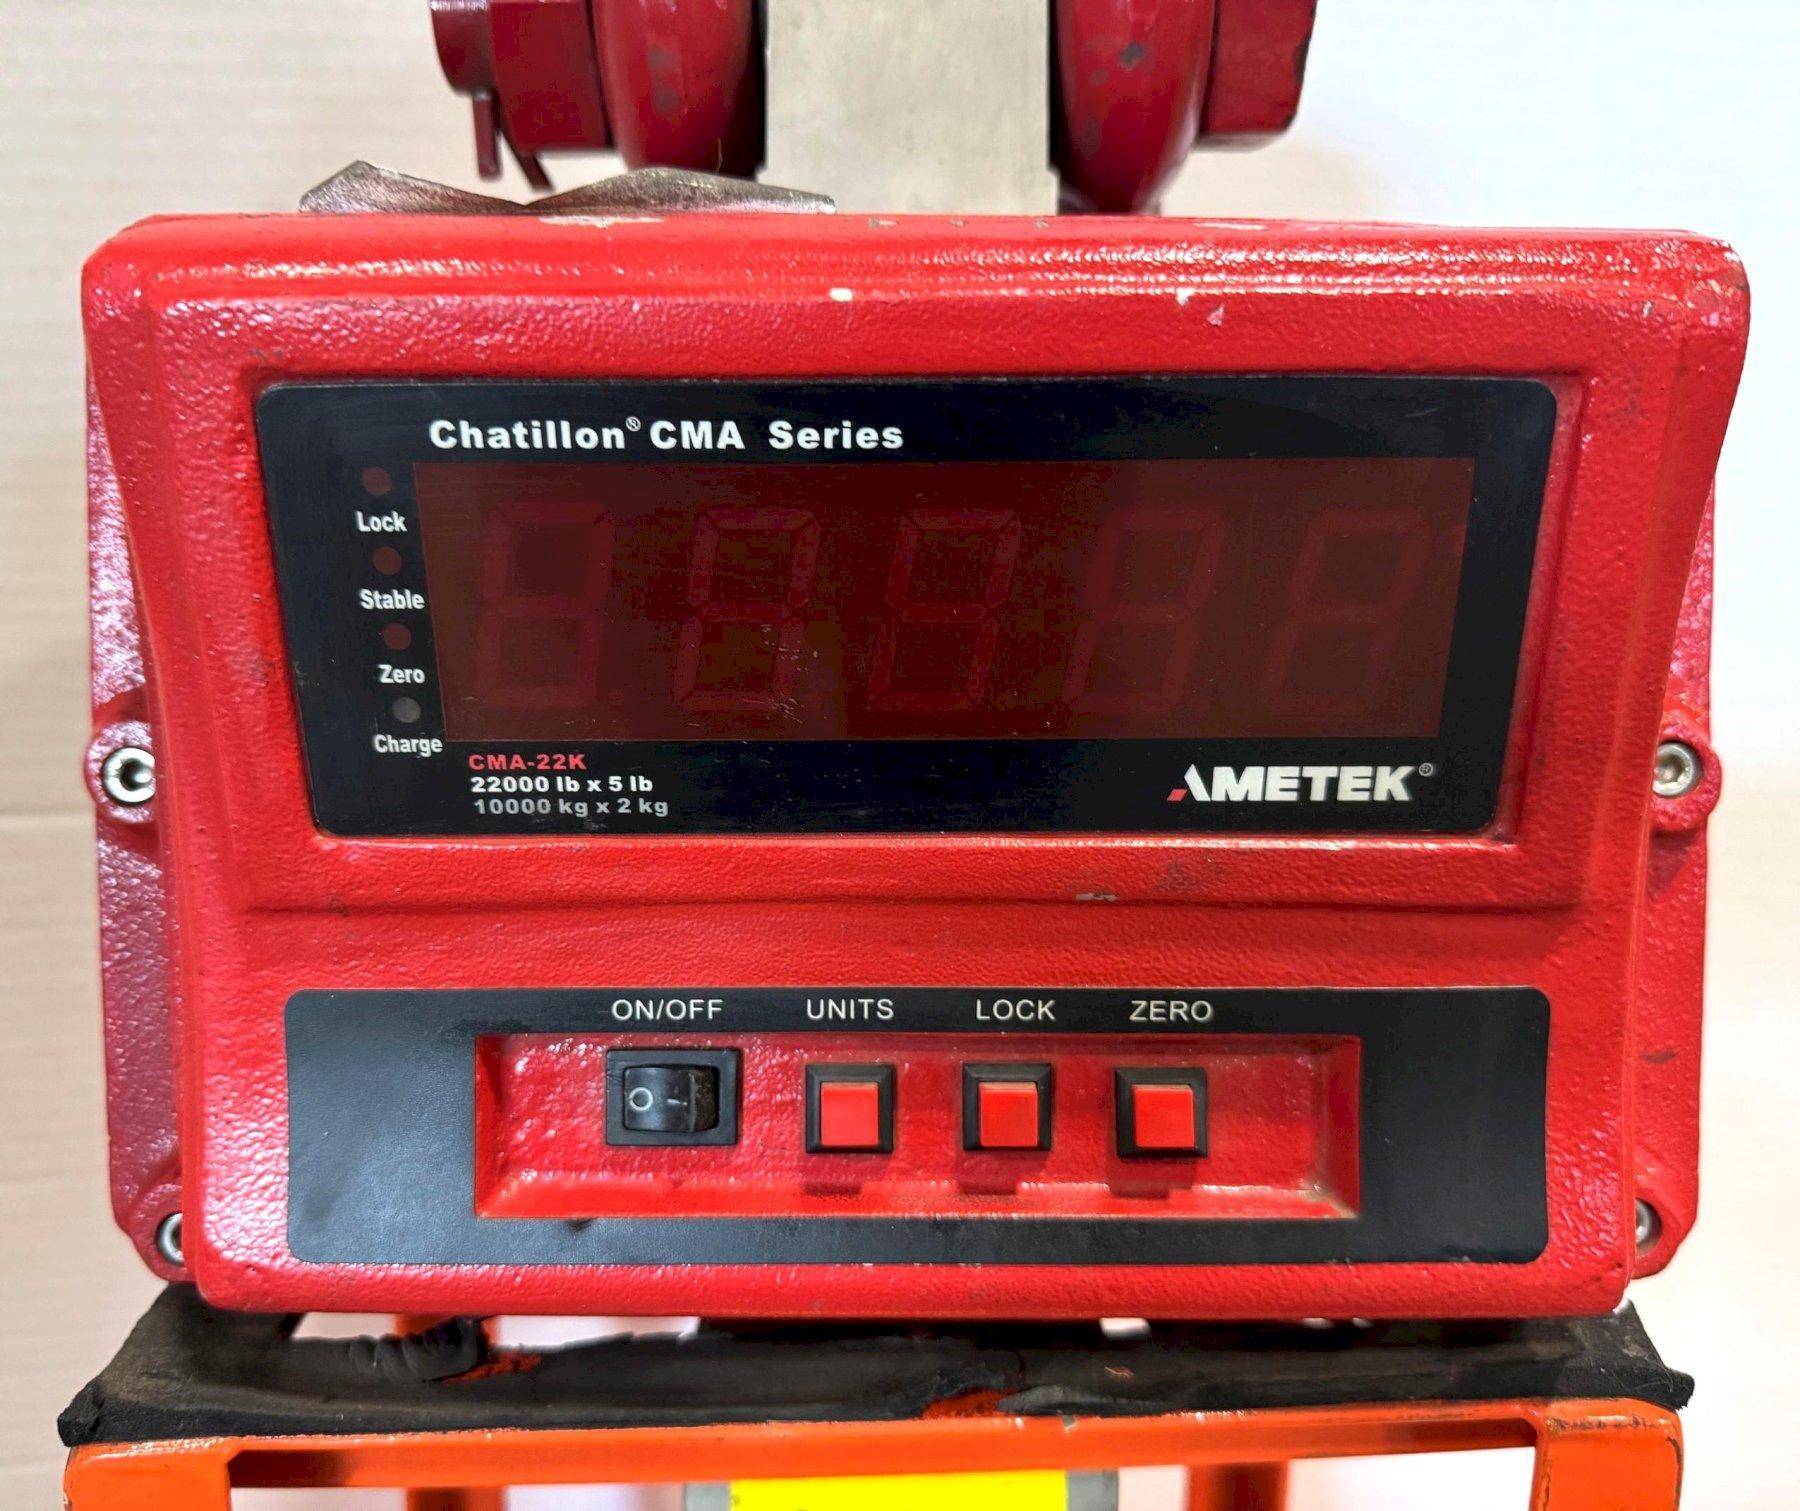 Chatillon® CMA Series
Lock
Stable
Zero
Charge
CMA-22K
22000 lb x 5 lb
10000 kg x 2 kg
AMETEK®
ON/OFF UNITS LOCK ZERO
O I